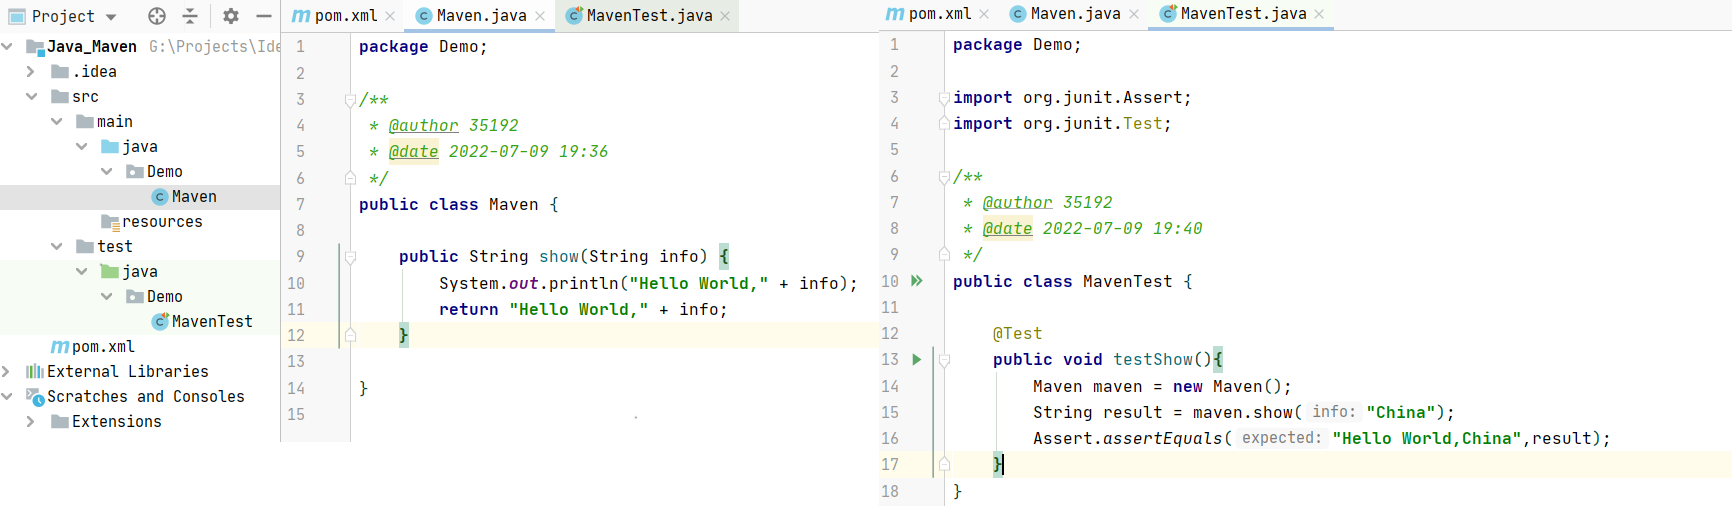 Project
Java_Maven G:\Projects\Ide
.idea
src
main
java
Demo
Maven
resources
test
java
Demo
MavenTest
pom.xml
External Libraries
Scratches and Consoles
Extensions
pom.xml Maven.java MavenTest.java
1 package Demo;
2
3 /**
4 * @author 35192
5 * @date 2022-07-09 19:36
6 */
7 public class Maven {
8
9 public String show(String info) {
10 System.out.println("Hello World," + info);
11 return "Hello World," + info;
12 }
13
14 }
15
pom.xml Maven.java MavenTest.java
1 package Demo;
2
3 import org.junit.Assert;
4 import org.junit.Test;
5
6 /**
7 * @author 35192
8 * @date 2022-07-09 19:40
9 */
10 public class MavenTest {
11
12 @Test
13 public void testShow(){
14 Maven maven = new Maven();
15 String result = maven.show( info: "China");
16 Assert.assertEquals( expected: "Hello World,China",result);
17 }
18 }